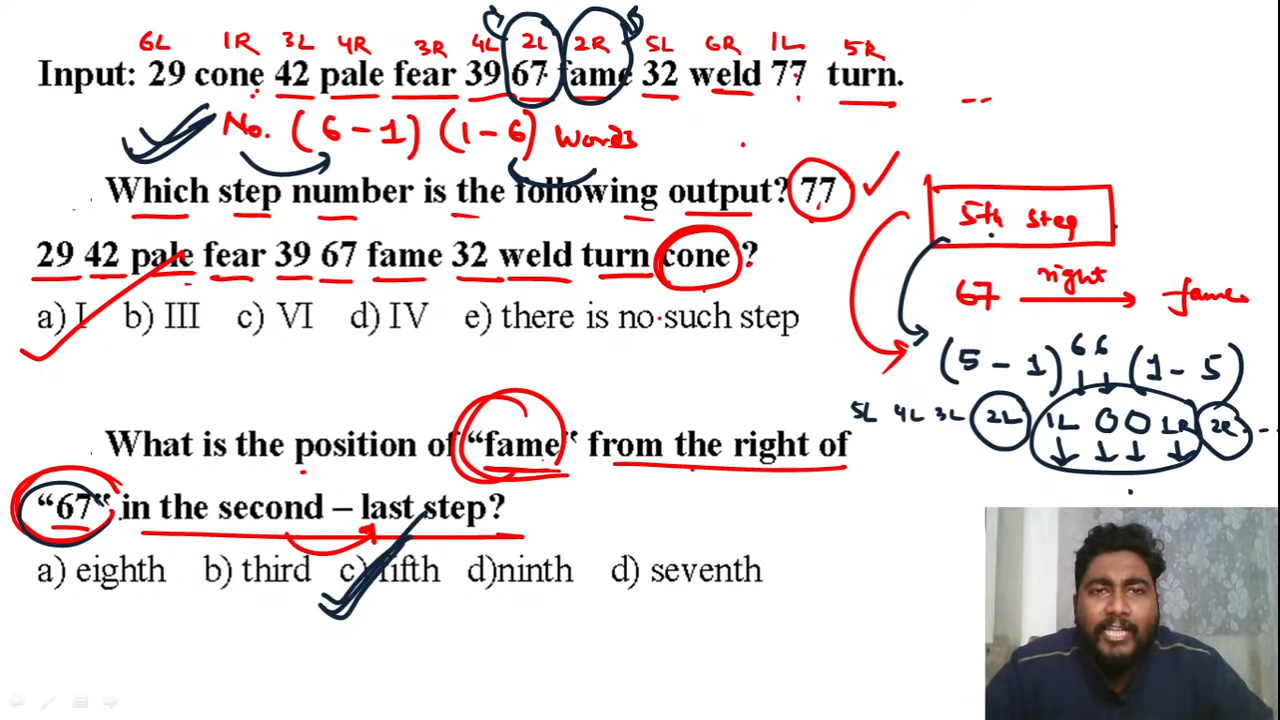 6L 1R 3L 4R 3R 4L 2L 2R 5L 6R 1L 5R
Input: 29 cone 42 pale fear 39 67 fame 32 weld 77 turn.
No. (6-1) (1-6) words
Which step number is the following output? 77
29 42 pale fear 39 67 fame 32 weld turn cone ?
a) I b) III c) VI d) IV e) there is no such step
5th step
67 right fame
(5-1) 6 6 (1-5)
5L 4L 3L 2L 1L 0 0 1R 2R
What is the position of “fame” from the right of
“67” in the second – last step?
a) eighth b) third c) fifth d)ninth d) seventh